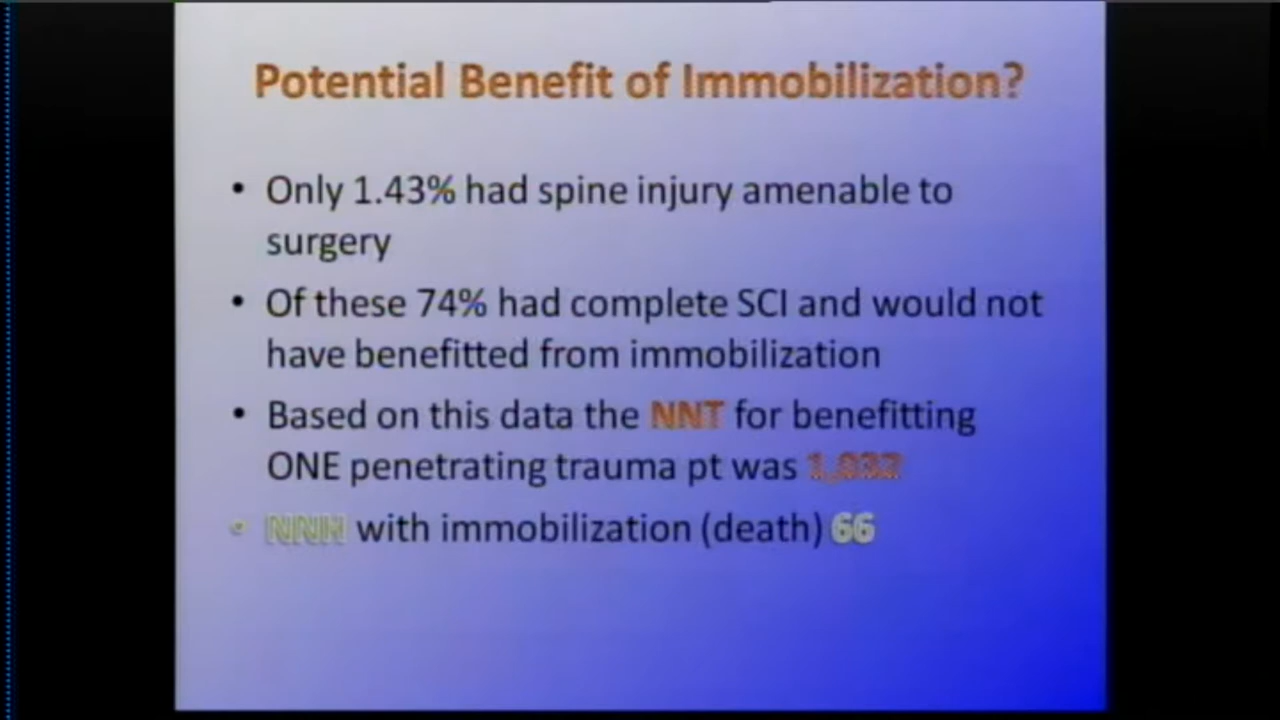 Potential Benefit of Immobilization?
• Only 1.43% had spine injury amenable to
surgery
• Of these 74% had complete SCI and would not
have benefitted from immobilization
• Based on this data the NNT for benefitting
ONE penetrating trauma pt was
• NNH with immobilization (death) 66